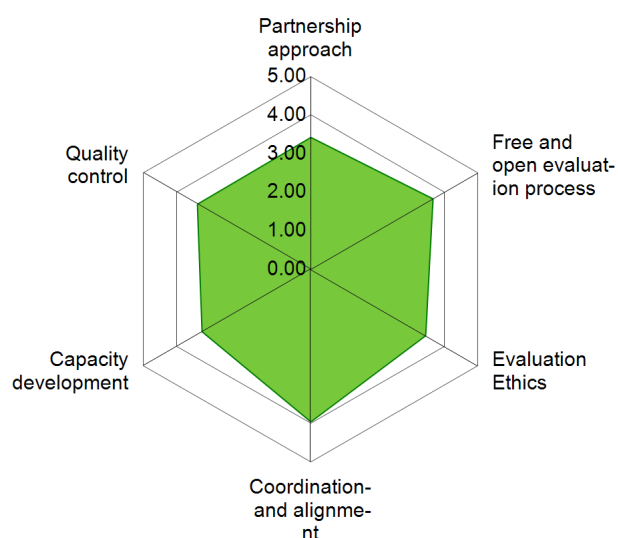 Partnership
approach
5.00
4.00
3.00
2.00
1.00
0.00
Free and
open evaluat-
ion process
Evaluation
Ethics
Coordination-
and alignme-
nt
Capacity
development
Quality
control